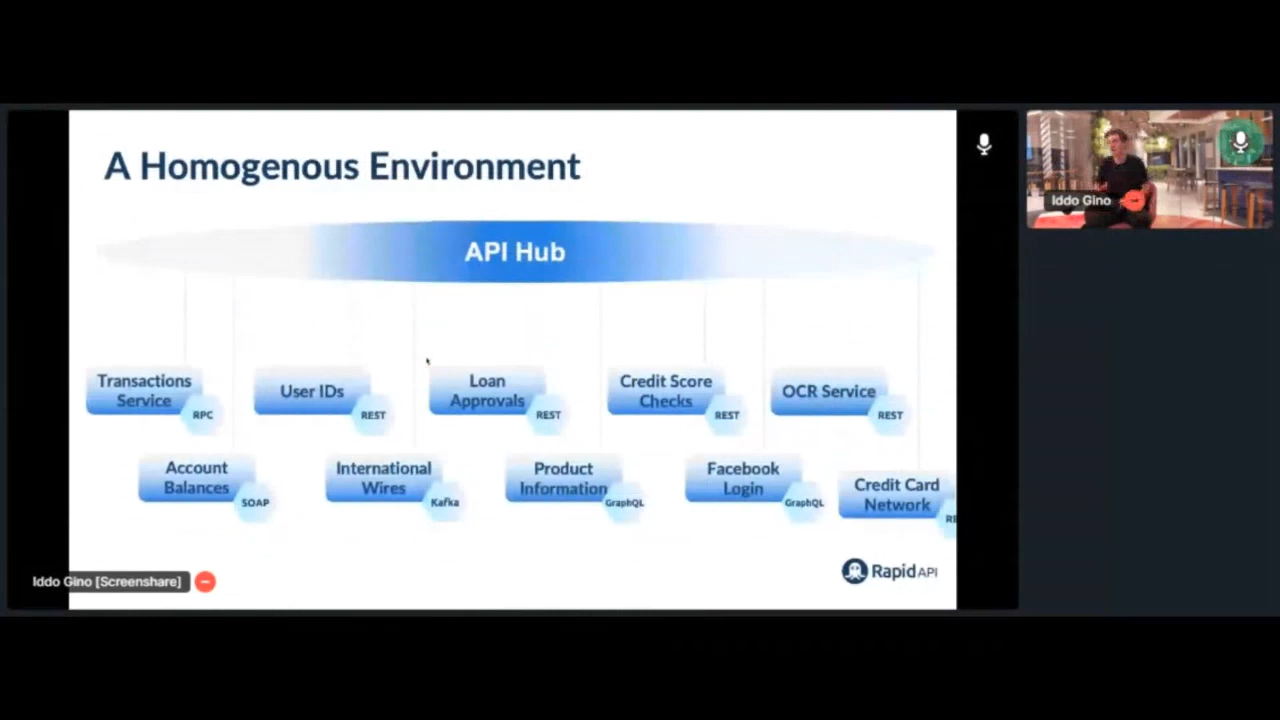 A Homogenous Environment
API Hub
Transactions
Service
RPC
User IDs
REST
Loan
Approvals
REST
Credit Score
Checks
REST
OCR Service
REST
Account
Balances
SOAP
International
Wires
Kafka
Product
Information
GraphQL
Facebook
Login
GraphQL
Credit Card
Network
RE
RapidAPI
Iddo Gino [Screenshare]
Iddo Gino